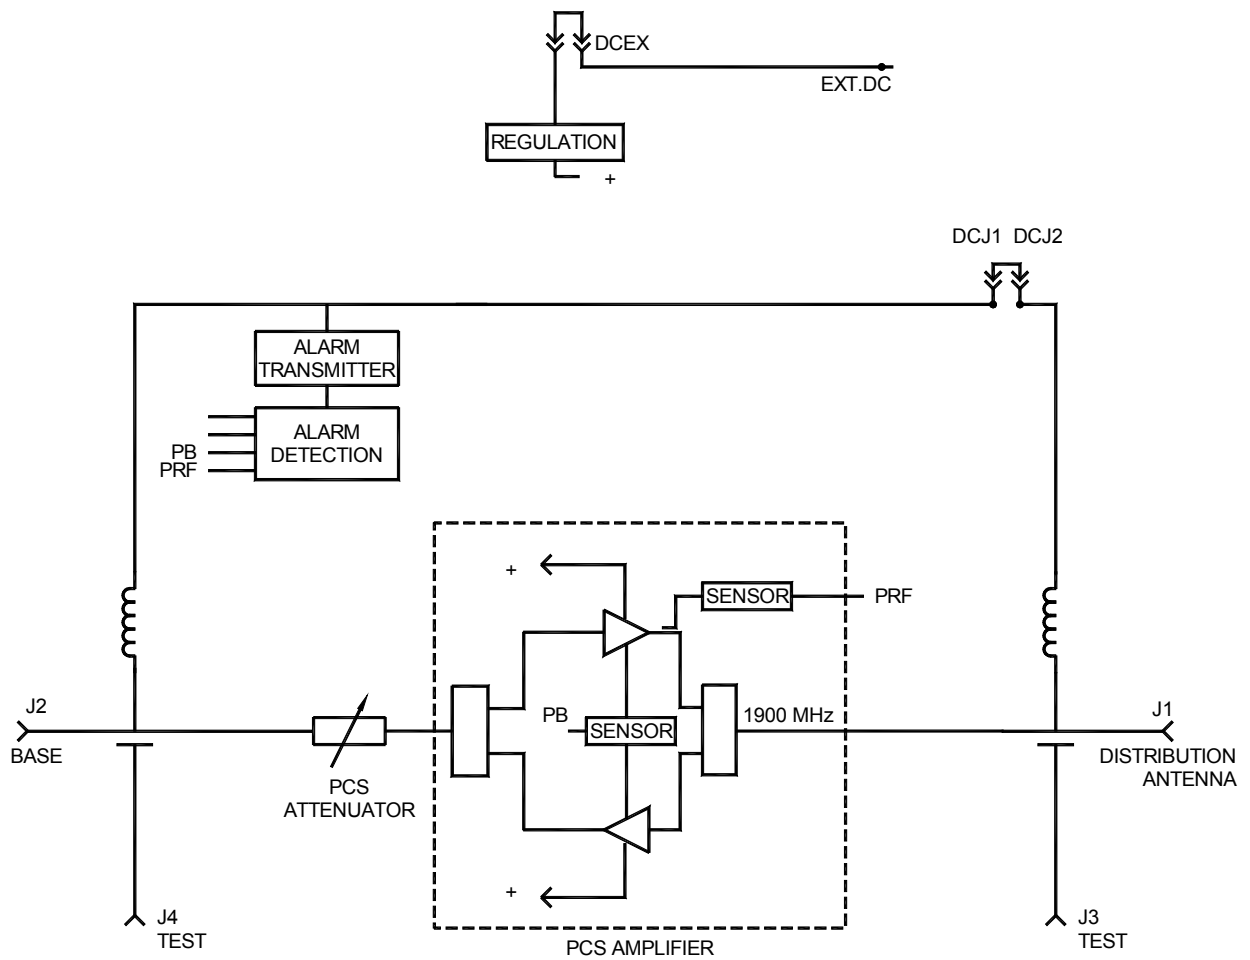 DCEX
EXT.DC
REGULATION
+
DCJ1 DCJ2
ALARM
TRANSMITTER
ALARM
DETECTION
PB
PRF
+
SENSOR
PRF
J2
BASE
PCS
ATTENUATOR
PB
SENSOR
1900 MHz
J1
DISTRIBUTION
ANTENNA
+
J4
TEST
J3
TEST
PCS AMPLIFIER